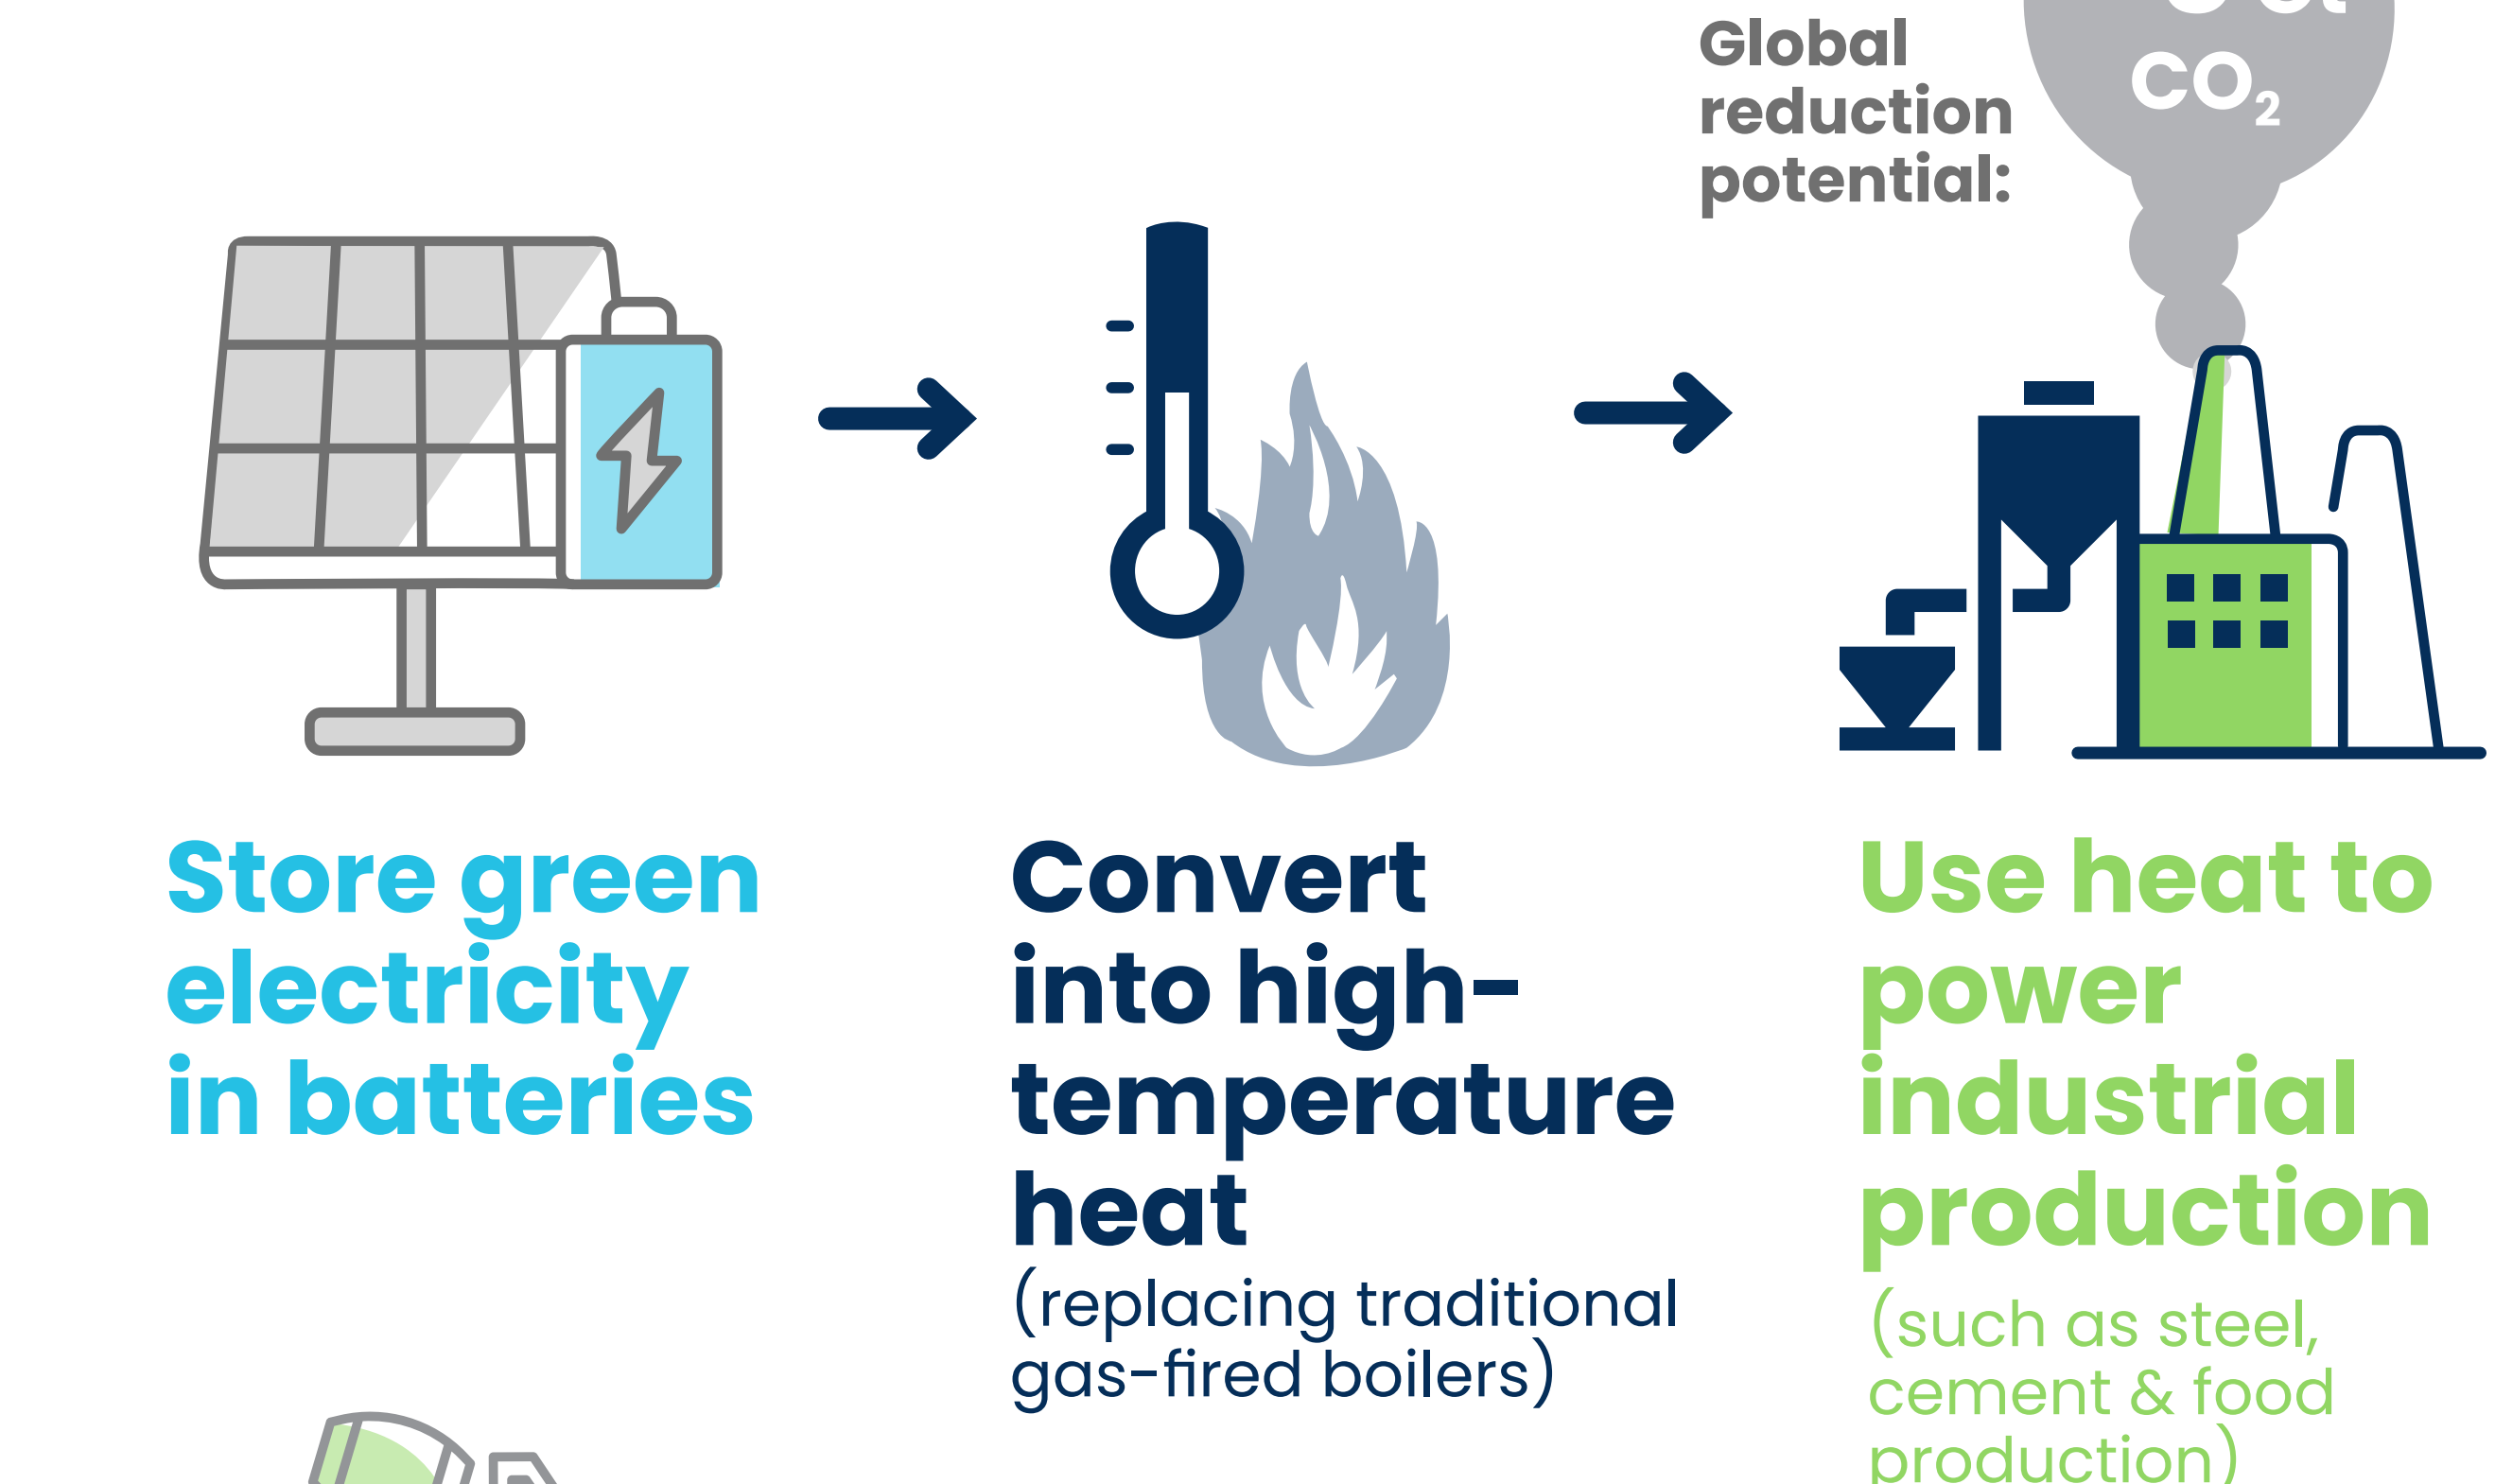 Global
reduction
potential:
CO₂
Store green
electricity
in batteries
Convert
into high-
temperature
heat
(replacing traditional
gas-fired boilers)
Use heat to
power
industrial
production
(such as steel,
cement & food
production)